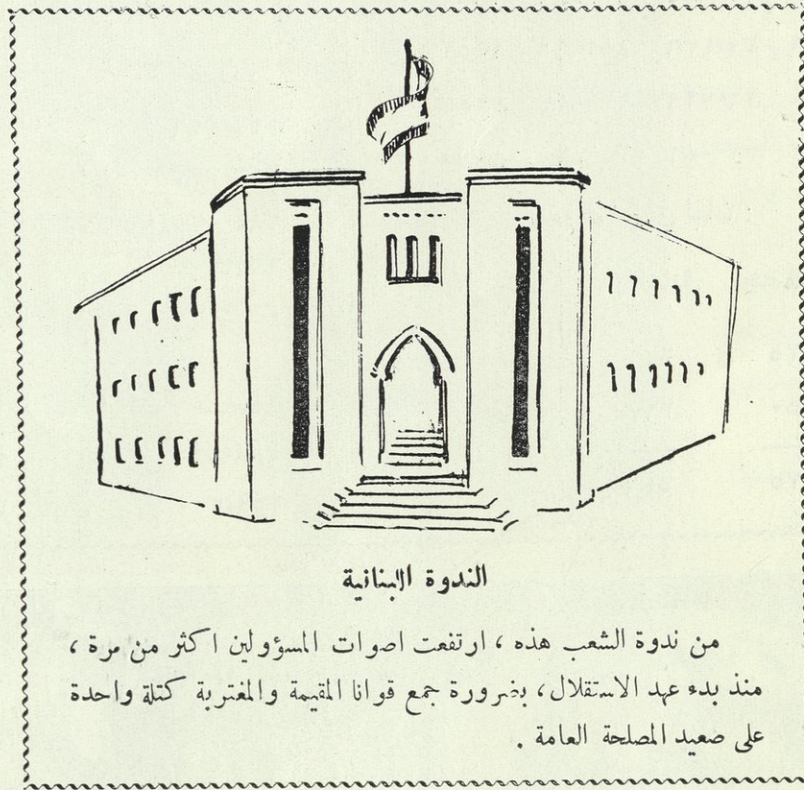 الندوة اللبنانية
من ندوة الشعب هذه ، ارتفعت اصوات المسؤولين اكثر من مرة ،
منذ بدء عهد الاستقلال ، بضرورة جمع قوانا المقيمة والمغتربة كتلة واحدة
على صعيد المصلحة العامة .